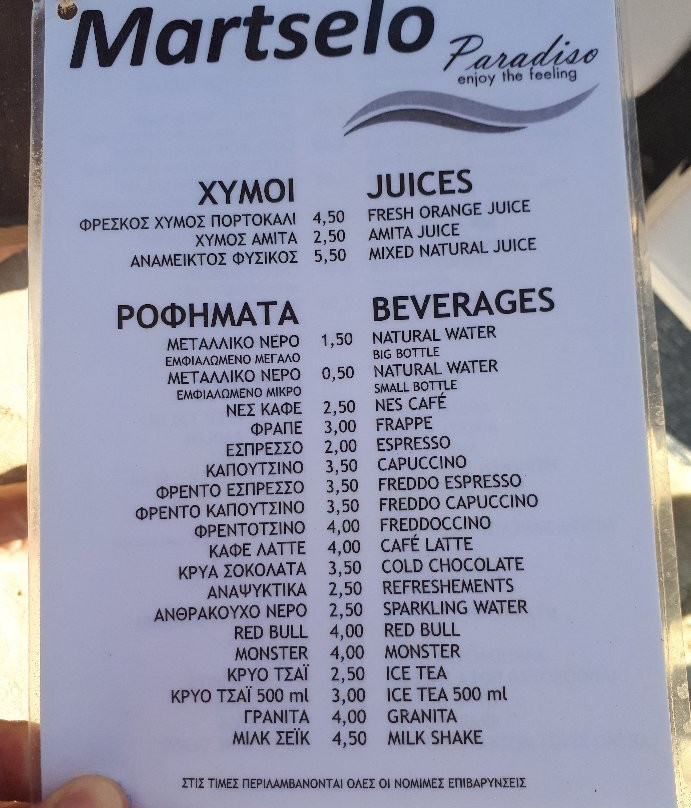 Martselo Paradiso
enjoy the feeling
ΧΥΜΟΙ JUICES
ΦΡΕΣΚΟΣ ΧΥΜΟΣ ΠΟΡΤΟΚΑΛΙ 4,50 FRESH ORANGE JUICE
ΧΥΜΟΣ ΑΜΙΤΑ 2,50 AMITA JUICE
ΑΝΑΜΕΙΚΤΟΣ ΦΥΣΙΚΟΣ 5,50 MIXED NATURAL JUICE
ΡΟΦΗΜΑΤΑ BEVERAGES
ΜΕΤΑΛΛΙΚΟ ΝΕΡΟ 1,50 NATURAL WATER
ΕΜΦΙΑΛΩΜΕΝΟ ΜΕΓΑΛΟ BIG BOTTLE
ΜΕΤΑΛΛΙΚΟ ΝΕΡΟ 0,50 NATURAL WATER
ΕΜΦΙΑΛΩΜΕΝΟ ΜΙΚΡΟ SMALL BOTTLE
ΝΕΣ ΚΑΦΕ 2,50 NES CAFÉ
ΦΡΑΠΕ 3,00 FRAPPE
ΕΣΠΡΕΣΣΟ 2,00 ESPRESSO
ΚΑΠΟΥΤΣΙΝΟ 3,50 CAPUCCINO
ΦΡΕΝΤΟ ΕΣΠΡΕΣΣΟ 3,50 FREDDO ESPRESSO
ΦΡΕΝΤΟ ΚΑΠΟΥΤΣΙΝΟ 3,50 FREDDO CAPUCCINO
ΦΡΕΝΤΟΤΣΙΝΟ 4,00 FREDDOCCINO
ΚΑΦΕ ΛΑΤΤΕ 4,00 CAFÉ LATTE
ΚΡΥΑ ΣΟΚΟΛΑΤΑ 3,50 COLD CHOCOLATE
ΑΝΑΨΥΚΤΙΚΑ 2,50 REFRESHEMENTS
ΑΝΘΡΑΚΟΥΧΟ ΝΕΡΟ 2,50 SPARKLING WATER
RED BULL 4,00 RED BULL
MONSTER 4,00 MONSTER
ΚΡΥΟ ΤΣΑΪ 2,50 ICE TEA
ΚΡΥΟ ΤΣΑΪ 500 ml 3,00 ICE TEA 500 ml
ΓΡΑΝΙΤΑ 4,00 GRANITA
ΜΙΛΚ ΣΕΪΚ 4,50 MILK SHAKE
ΣΤΙΣ ΤΙΜΕΣ ΠΕΡΙΛΑΜΒΑΝΟΝΤΑΙ ΟΛΕΣ ΟΙ ΝΟΜΙΜΕΣ ΕΠΙΒΑΡΥΝΣΕΙΣ